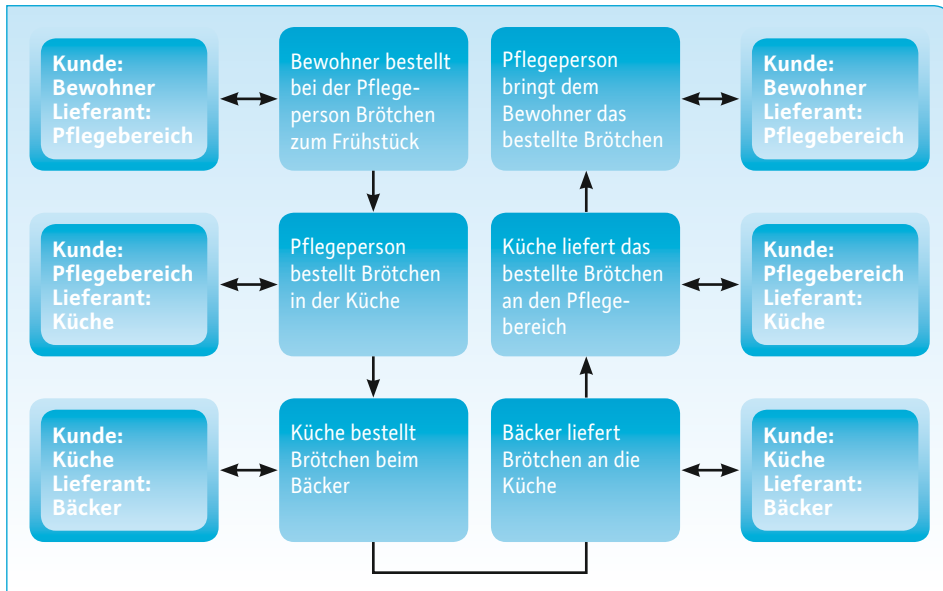 Kunde:
Bewohner
Lieferant:
Pflegebereich
Bewohner bestellt
bei der Pflege-
person Brötchen
zum Frühstück
Pflegeperson
bringt dem
Bewohner das
bestellte Brötchen
Kunde:
Bewohner
Lieferant:
Pflegebereich
Kunde:
Pflegebereich
Lieferant:
Küche
Pflegeperson
bestellt Brötchen
in der Küche
Küche liefert das
bestellte Brötchen
an den Pflege-
bereich
Kunde:
Pflegebereich
Lieferant:
Küche
Kunde:
Küche
Lieferant:
Bäcker
Küche bestellt
Brötchen beim
Bäcker
Bäcker liefert
Brötchen an die
Küche
Kunde:
Küche
Lieferant:
Bäcker